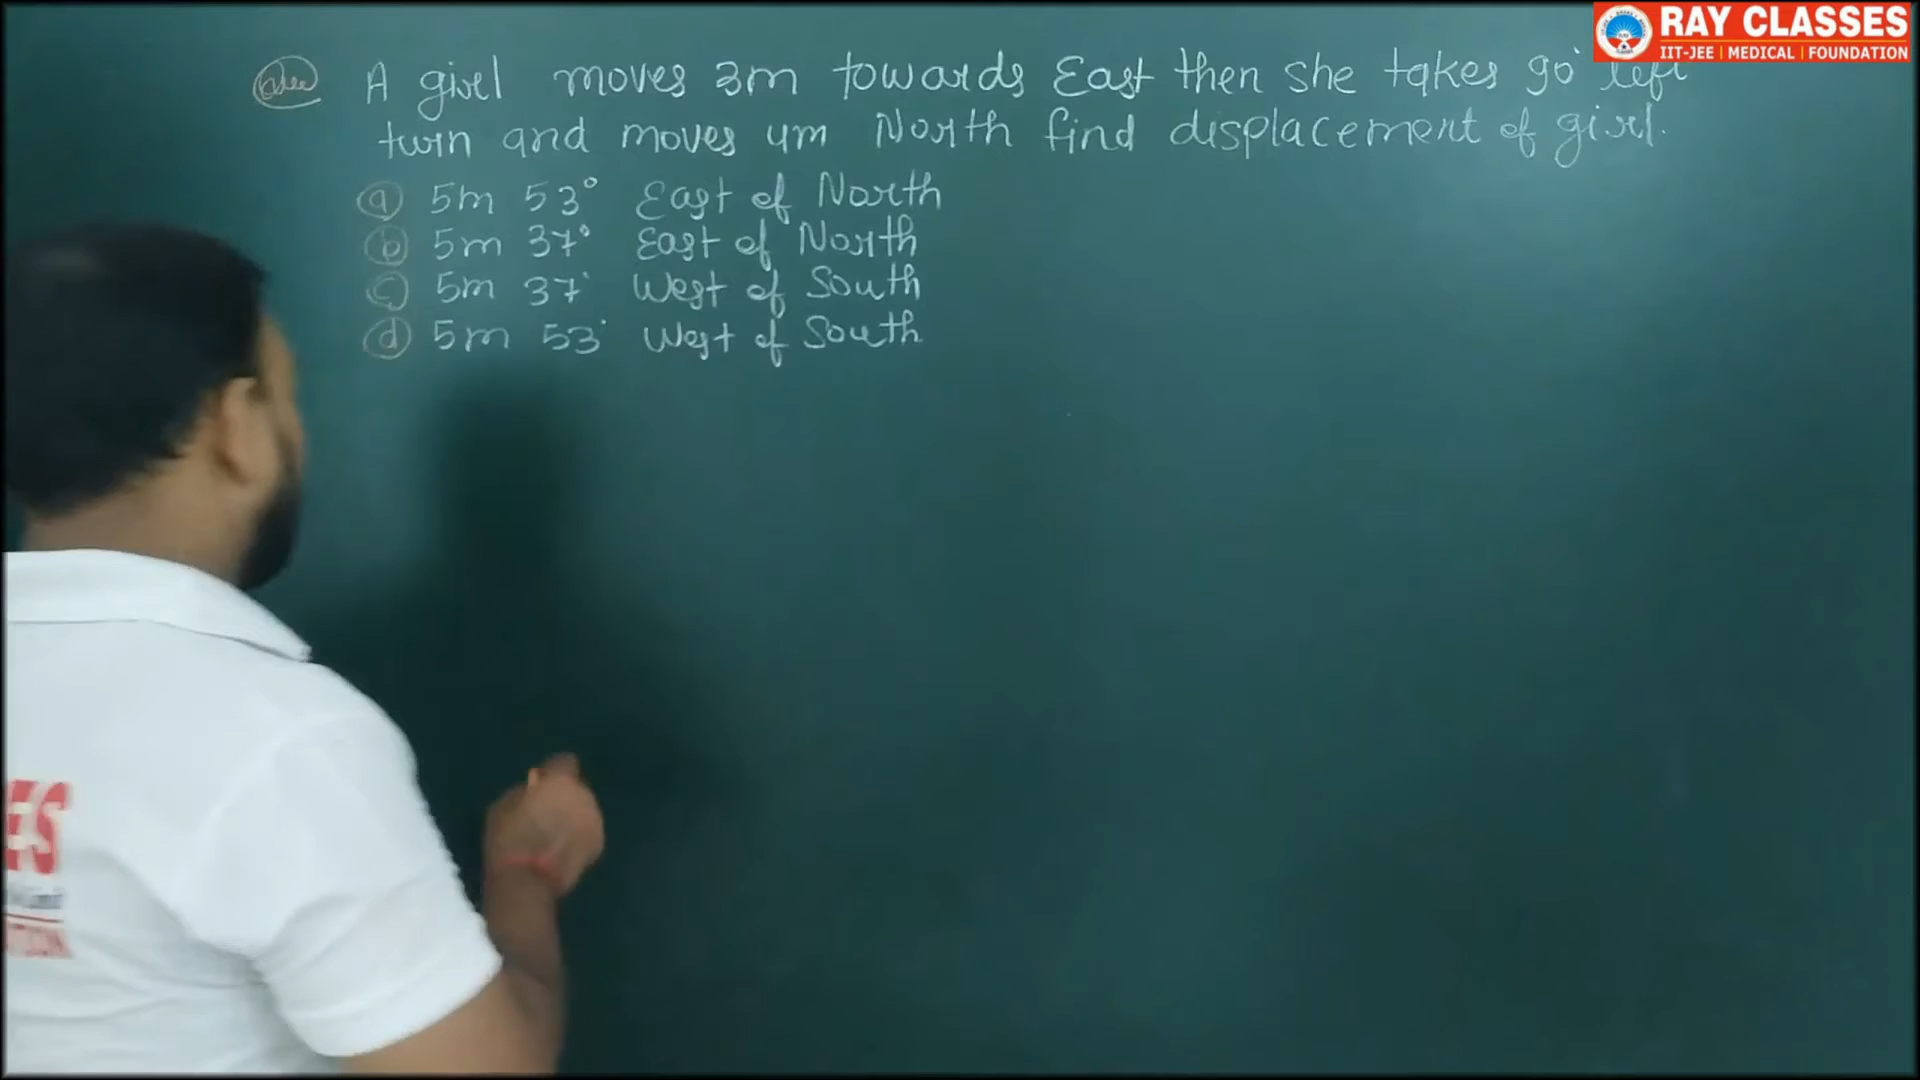 RAY CLASSES
IIT-JEE | MEDICAL | FOUNDATION
Que A girl moves 3m towards East then she takes 90° left
turn and moves 4m North find displacement of girl.
(a) 5m 53° East of North
(b) 5m 37° East of North
(c) 5m 37° West of South
(d) 5m 53° West of South
ES